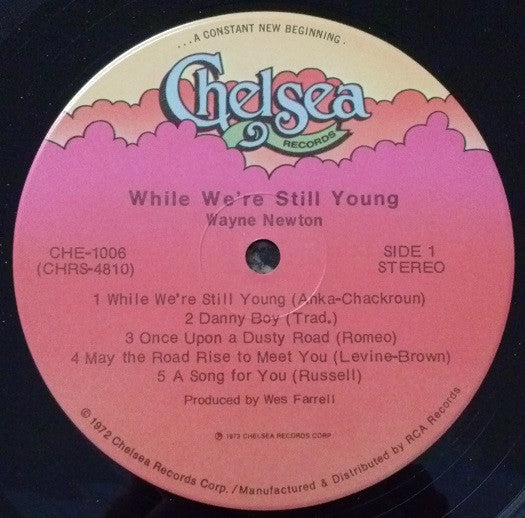 ...A CONSTANT NEW BEGINNING.
Chelsea
RECORDS
While We're Still Young
Wayne Newton
CHE-1006
(CHRS-4810)
SIDE 1
STEREO
1 While We're Still Young (Anka-Chackroun)
2 Danny Boy (Trad.)
3 Once Upon a Dusty Road (Romeo)
4 May the Road Rise to Meet You (Levine-Brown)
5 A Song for You (Russell)
Produced by Wes Farrell
℗ 1972 CHELSEA RECORDS CORP.
© 1972 Chelsea Records Corp. / Manufactured & Distributed by RCA Records